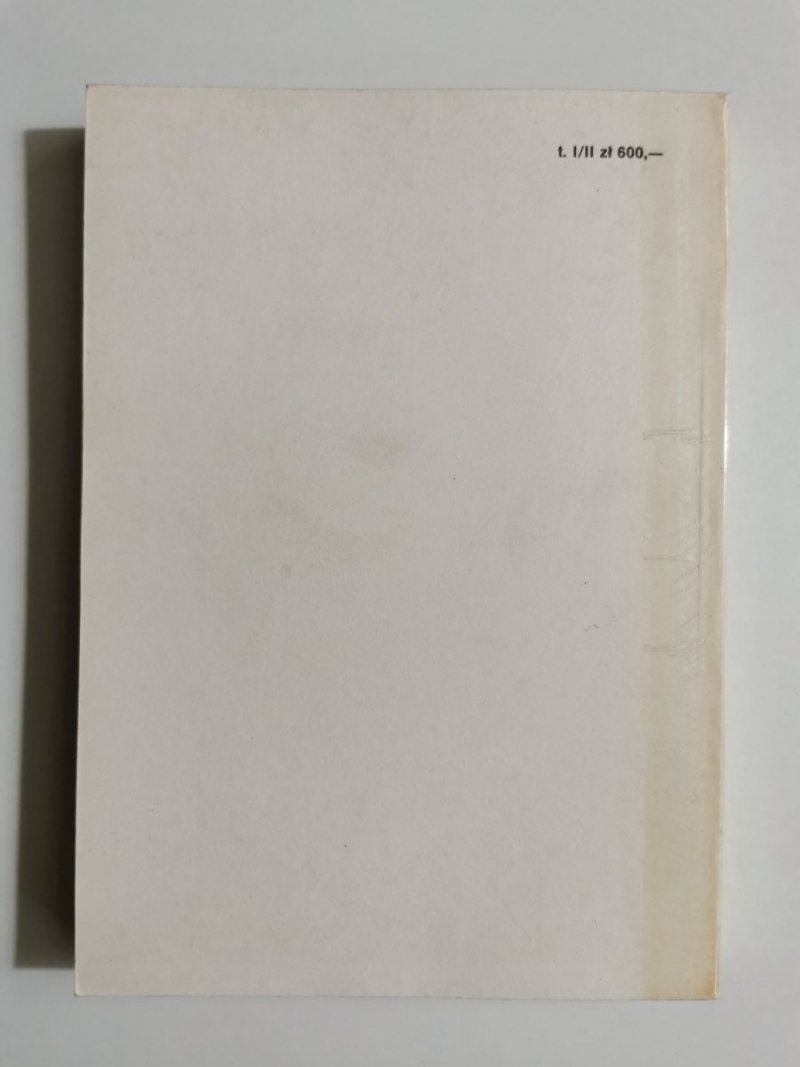 t. I/II zł 600,—